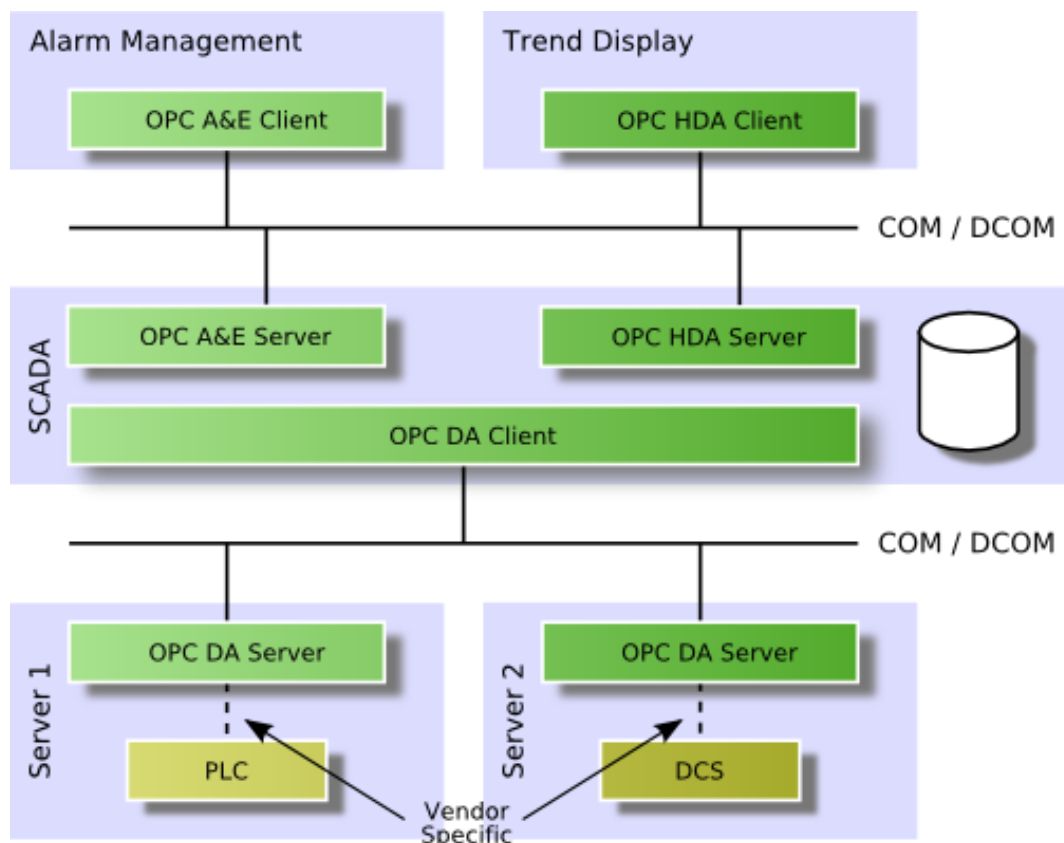 Alarm Management
Trend Display
OPC A&E Client
OPC HDA Client
COM / DCOM
SCADA
OPC A&E Server
OPC HDA Server
OPC DA Client
COM / DCOM
Server 1
OPC DA Server
PLC
Server 2
OPC DA Server
DCS
Vendor
Specific